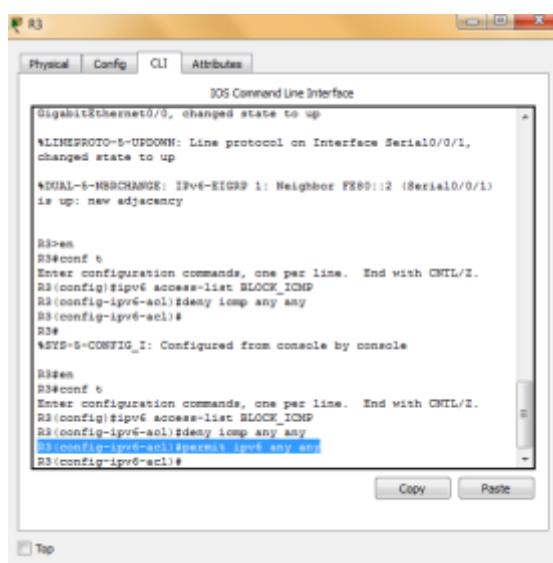 R3
Physical Config CLI Attributes
IOS Command Line Interface
GigabitEthernet0/0, changed state to up
%LINEPROTO-5-UPDOWN: Line protocol on Interface Serial0/0/1,
changed state to up
%DUAL-5-NBRCHANGE: IPv6-EIGRP 1: Neighbor FE80::2 (Serial0/0/1)
is up: new adjacency
R3>en
R3#conf t
Enter configuration commands, one per line. End with CNTL/Z.
R3(config)#ipv6 access-list BLOCK_ICMP
R3(config-ipv6-acl)#deny icmp any any
R3(config-ipv6-acl)#
R3#
%SYS-5-CONFIG_I: Configured from console by console
R3#en
R3#conf t
Enter configuration commands, one per line. End with CNTL/Z.
R3(config)#ipv6 access-list BLOCK_ICMP
R3(config-ipv6-acl)#deny icmp any any
R3(config-ipv6-acl)#permit ipv6 any any
R3(config-ipv6-acl)#
Copy Paste
Top